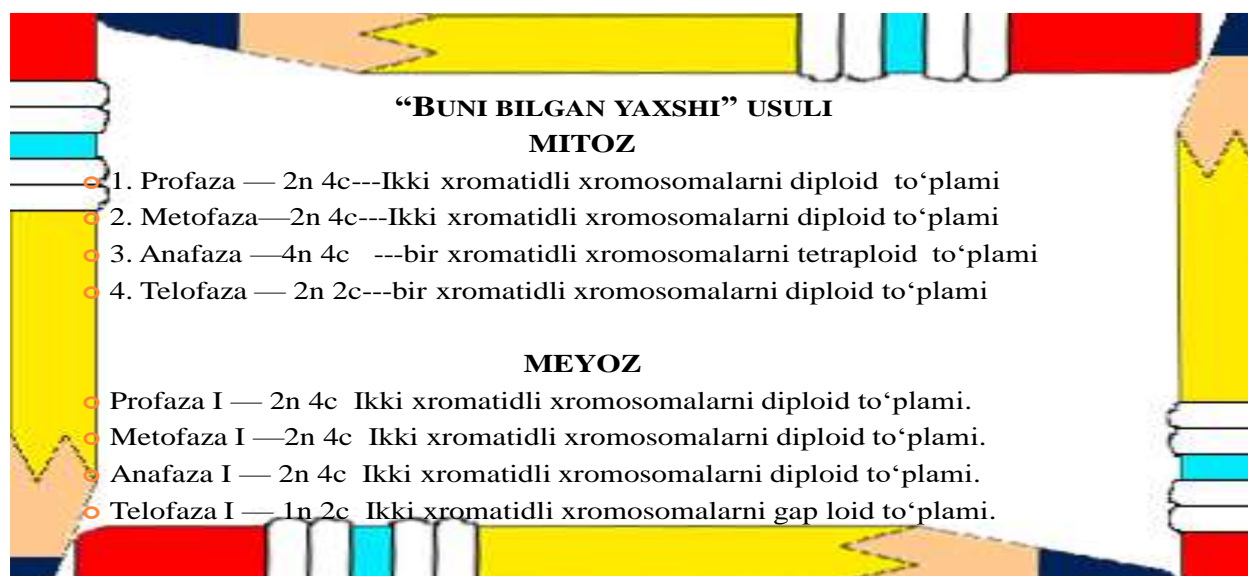 “BUNI BILGAN YAXSHI” USULI
MITOZ
1. Profaza — 2n 4c---Ikki xromatidli xromosomalarni diploid to‘plami
2. Metofaza—2n 4c---Ikki xromatidli xromosomalarni diploid to‘plami
3. Anafaza —4n 4c ---bir xromatidli xromosomalarni tetraploid to‘plami
4. Telofaza — 2n 2c---bir xromatidli xromosomalarni diploid to‘plami
MEYOZ
Profaza I — 2n 4c Ikki xromatidli xromosomalarni diploid to‘plami.
Metofaza I —2n 4c Ikki xromatidli xromosomalarni diploid to‘plami.
Anafaza I — 2n 4c Ikki xromatidli xromosomalarni diploid to‘plami.
Telofaza I — 1n 2c Ikki xromatidli xromosomalarni gap loid to‘plami.